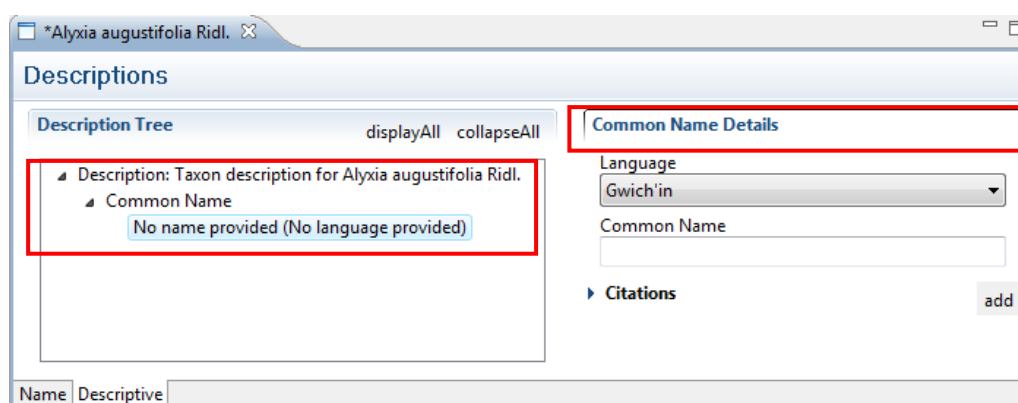 *Alyxia augustifolia Ridl.
Descriptions
Description Tree
displayAll collapseAll
Description: Taxon description for Alyxia augustifolia Ridl.
Common Name
No name provided (No language provided)
Common Name Details
Language
Gwich'in
Common Name
Citations
add
Name Descriptive